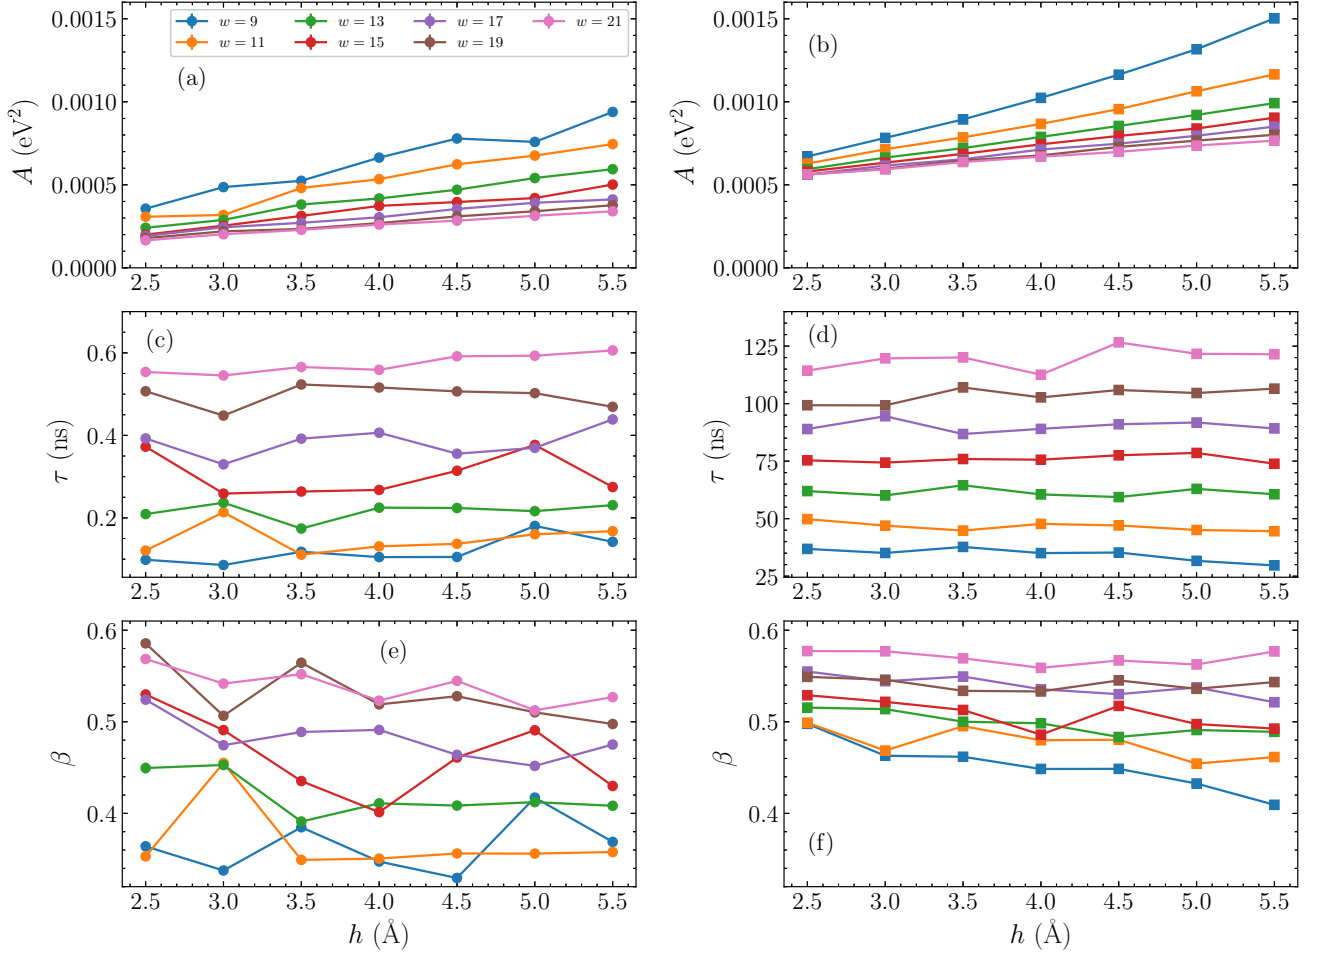 0.0015
0.0010
0.0005
0.0000
A (eV²)
w = 9
w = 13
w = 17
w = 21
w = 11
w = 15
w = 19
(a)
2.5 3.0 3.5 4.0 4.5 5.0 5.5
0.0015
0.0010
0.0005
0.0000
A (eV²)
(b)
2.5 3.0 3.5 4.0 4.5 5.0 5.5
0.6
0.4
0.2
τ (ns)
(c)
2.5 3.0 3.5 4.0 4.5 5.0 5.5
125
100
75
50
25
τ (ns)
(d)
2.5 3.0 3.5 4.0 4.5 5.0 5.5
0.6
0.5
0.4
β
(e)
2.5 3.0 3.5 4.0 4.5 5.0 5.5
h (Å)
0.6
0.5
0.4
β
(f)
2.5 3.0 3.5 4.0 4.5 5.0 5.5
h (Å)